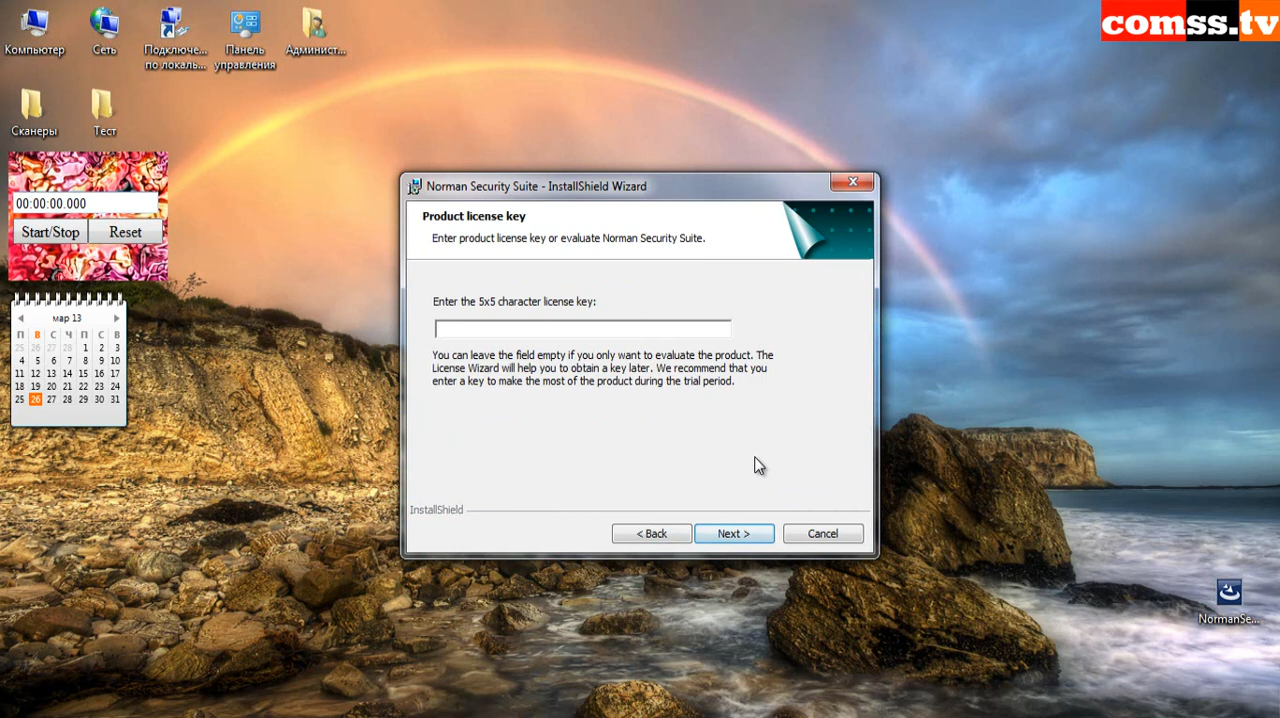 comss.tv
Компьютер
Сеть
Подключе...
по локаль...
Панель
управления
Админист...
Сканеры
Тест
00:00:00.000
Start/Stop
Reset
мар 13
П В С Ч П С В
25 26 27 28 1 2 3
4 5 6 7 8 9 10
11 12 13 14 15 16 17
18 19 20 21 22 23 24
25 26 27 28 29 30 31
Norman Security Suite - InstallShield Wizard
Product license key
Enter product license key or evaluate Norman Security Suite.
Enter the 5x5 character license key:
You can leave the field empty if you only want to evaluate the product. The
License Wizard will help you to obtain a key later. We recommend that you
enter a key to make the most of the product during the trial period.
InstallShield
< Back
Next >
Cancel
NormanSe...